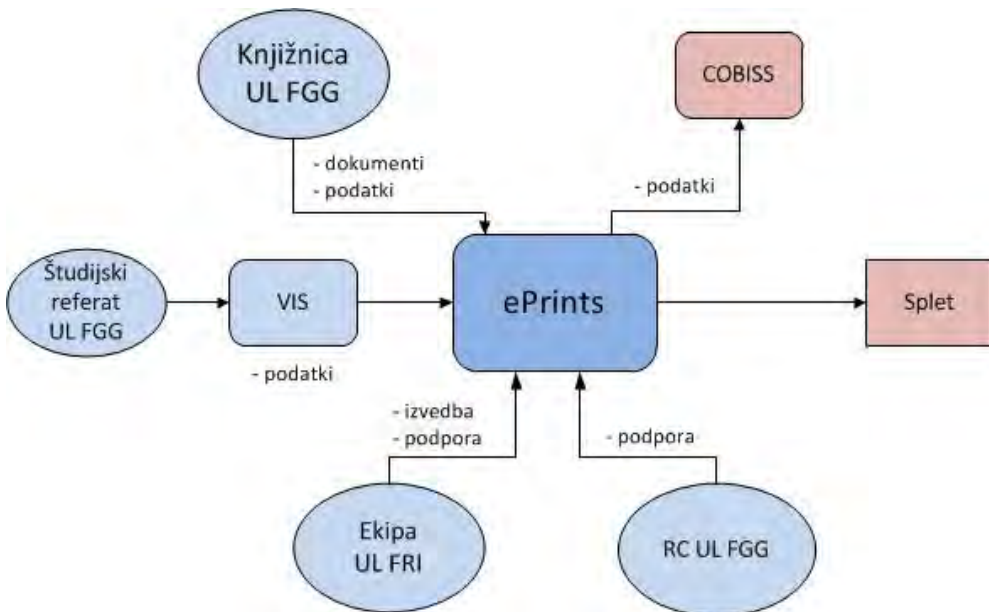 Knjižnica
UL FGG
COBISS
- dokumenti
- podatki
- podatki
Študijski
referat
UL FGG
VIS
ePrints
Splet
- podatki
- izvedba
- podpora
- podpora
Ekipa
UL FRI
RC UL FGG